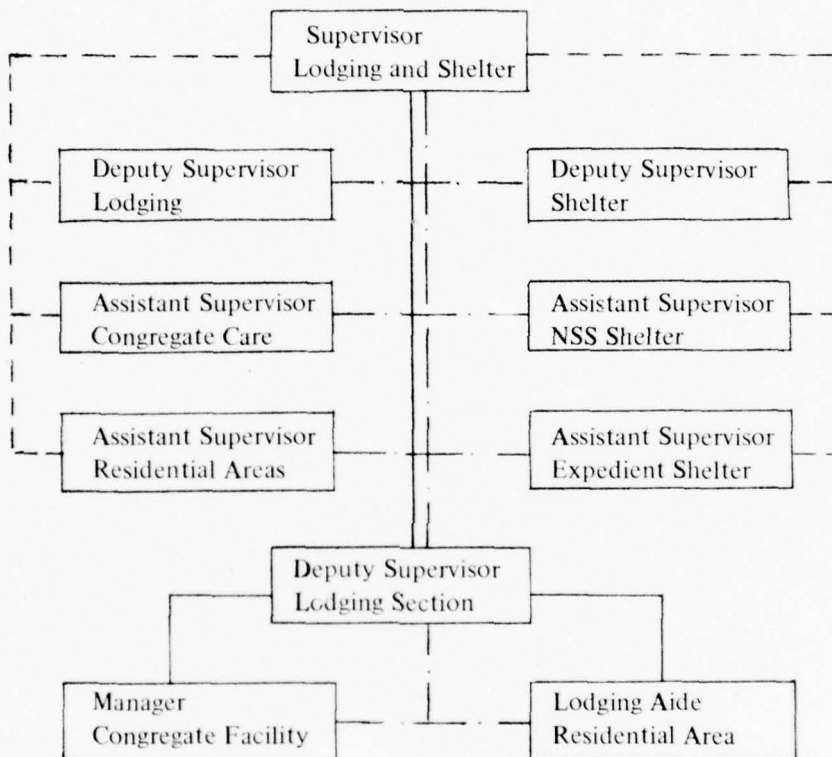 Supervisor
Lodging and Shelter
Deputy Supervisor
Lodging
Deputy Supervisor
Shelter
Assistant Supervisor
Congregate Care
Assistant Supervisor
NSS Shelter
Assistant Supervisor
Residential Areas
Assistant Supervisor
Expedient Shelter
Deputy Supervisor
Lodging Section
Manager
Congregate Facility
Lodging Aide
Residential Area